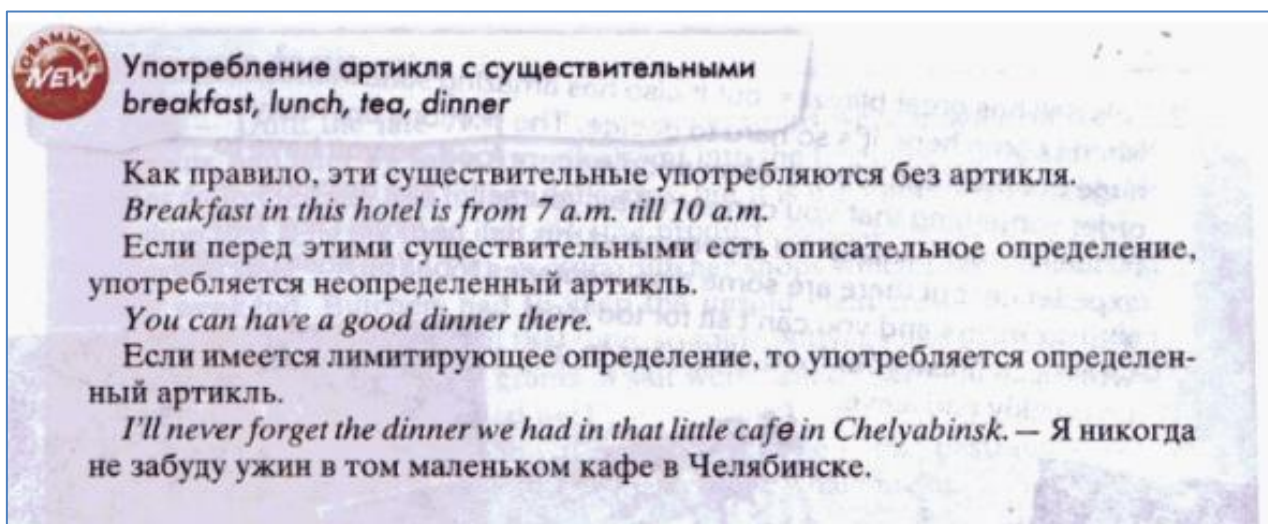 GRAMMAR
NEW
Употребление артикля с существительными
breakfast, lunch, tea, dinner
Как правило, эти существительные употребляются без артикля.
Breakfast in this hotel is from 7 a.m. till 10 a.m.
Если перед этими существительными есть описательное определение,
употребляется неопределенный артикль.
You can have a good dinner there.
Если имеется лимитирующее определение, то употребляется определен-
ный артикль.
I'll never forget the dinner we had in that little cafe in Chelyabinsk. — Я никогда
не забуду ужин в том маленьком кафе в Челябинске.